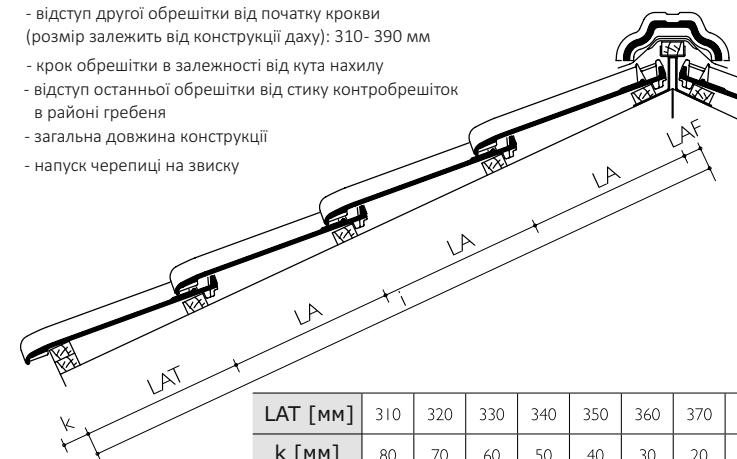 - відступ другої обрешітки від початку крокви
(розмір залежить від конструкції даху): 310- 390 мм
- крок обрешітки в залежності від кута нахилу
- відступ останньої обрешітки від стику контробрешіток
в районі гребеня
- загальна довжина конструкції
- напуск черепиці на звиску
LAF
LA
LA
i
LA
LAT
k
LAT [мм] 310 320 330 340 350 360 370
k [мм] 80 70 60 50 40 30 20